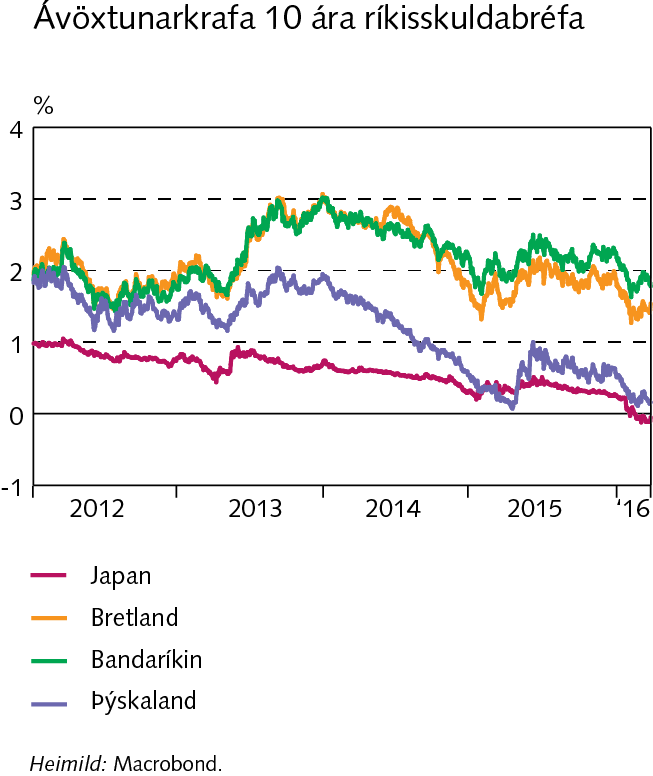 Ávöxtunarkrafa 10 ára ríkisskuldabréfa
%
4
3
2
1
0
-1
2012 2013 2014 2015 ‘16
Japan
Bretland
Bandaríkin
Þýskaland
Heimild: Macrobond.